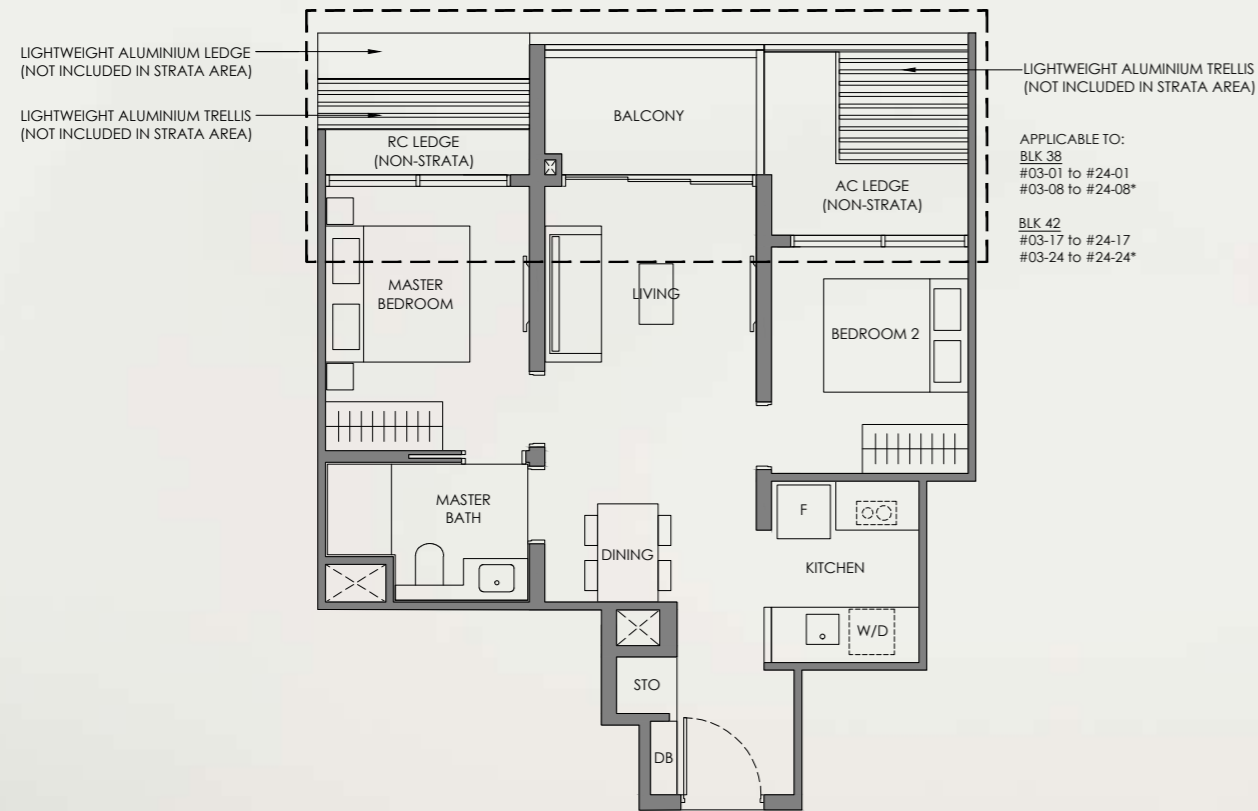 LIGHTWEIGHT ALUMINIUM LEDGE
(NOT INCLUDED IN STRATA AREA)
LIGHTWEIGHT ALUMINIUM TRELLIS
(NOT INCLUDED IN STRATA AREA)
RC LEDGE
(NON-STRATA)
BALCONY
AC LEDGE
(NON-STRATA)
LIGHTWEIGHT ALUMINIUM TRELLIS
(NOT INCLUDED IN STRATA AREA)
APPLICABLE TO:
BLK 38
#03-01 to #24-01
#03-08 to #24-08*
BLK 42
#03-17 to #24-17
#03-24 to #24-24*
MASTER
BEDROOM
LIVING
BEDROOM 2
MASTER
BATH
DINING
F
KITCHEN
W/D
STO
DB